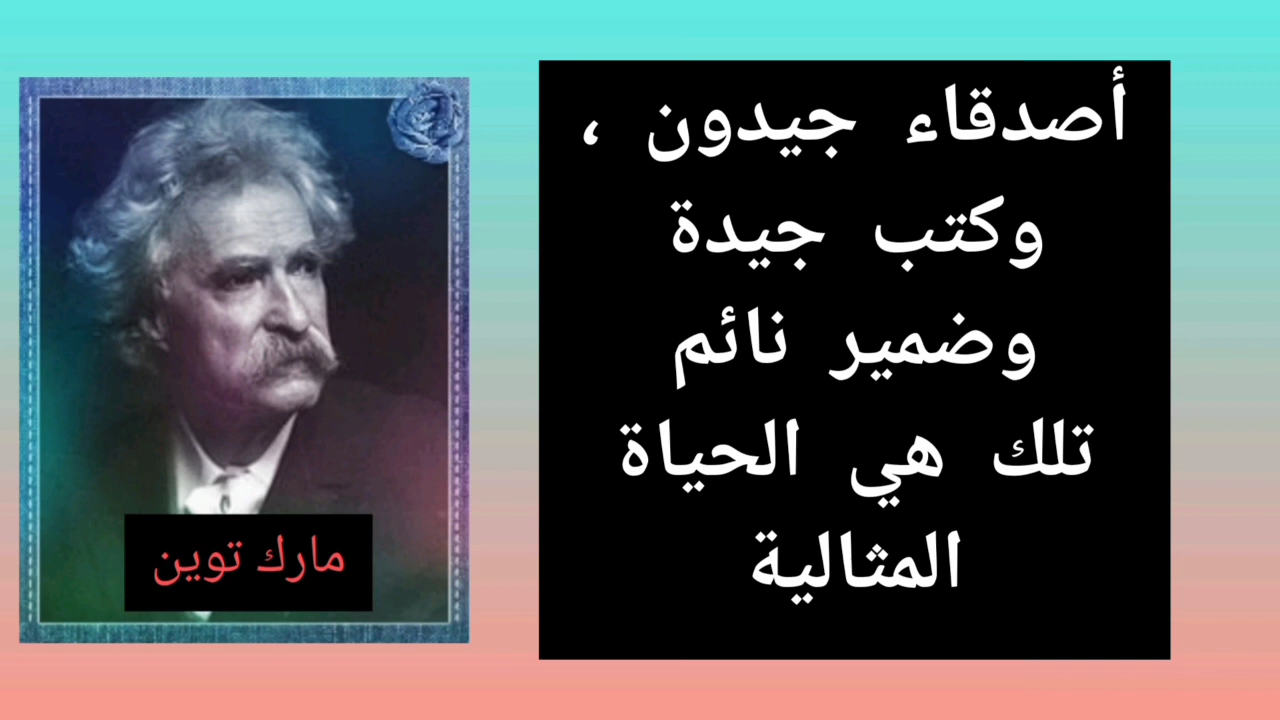 أصدقاء جيدون ،
وكتب جيدة
وضمير نائم
تلك هي الحياة
المثالية
مارك توين